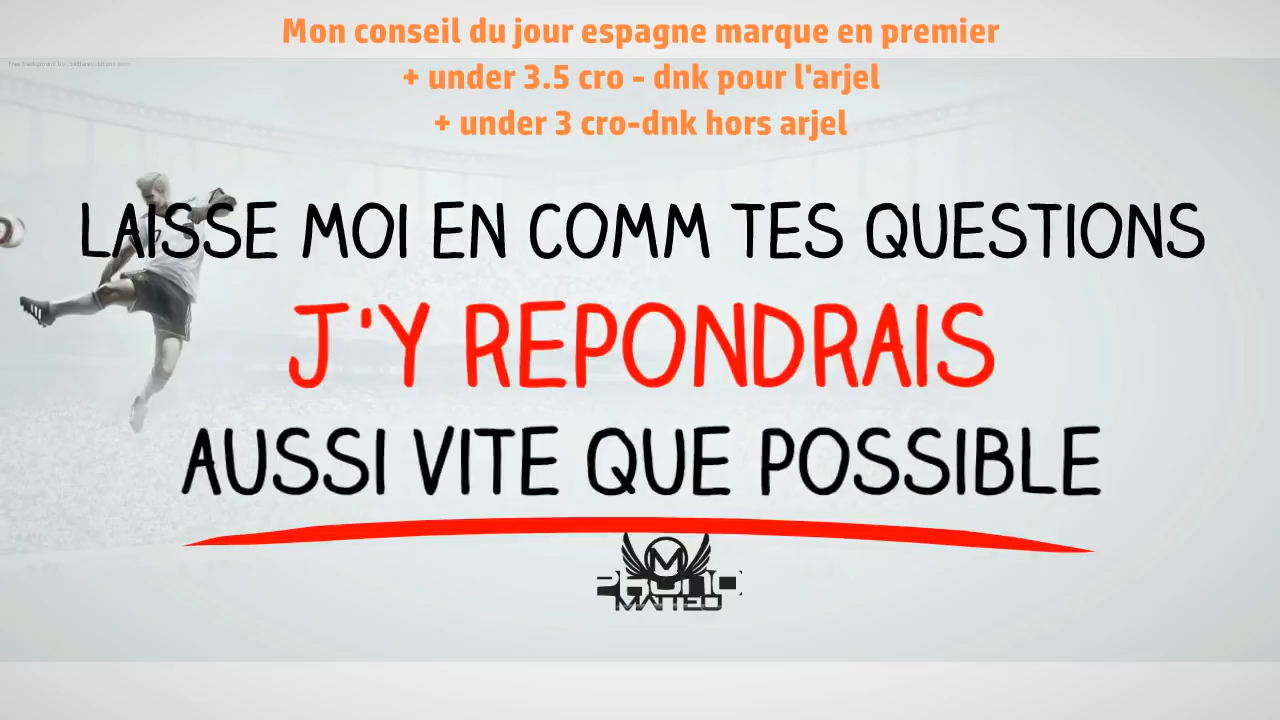 Mon conseil du jour espagne marque en premier
+ under 3.5 cro - dnk pour l'arjel
+ under 3 cro-dnk hors arjel
LAISSE MOI EN COMM TES QUESTIONS
J'Y REPONDRAIS
AUSSI VITE QUE POSSIBLE
M
MATTEO